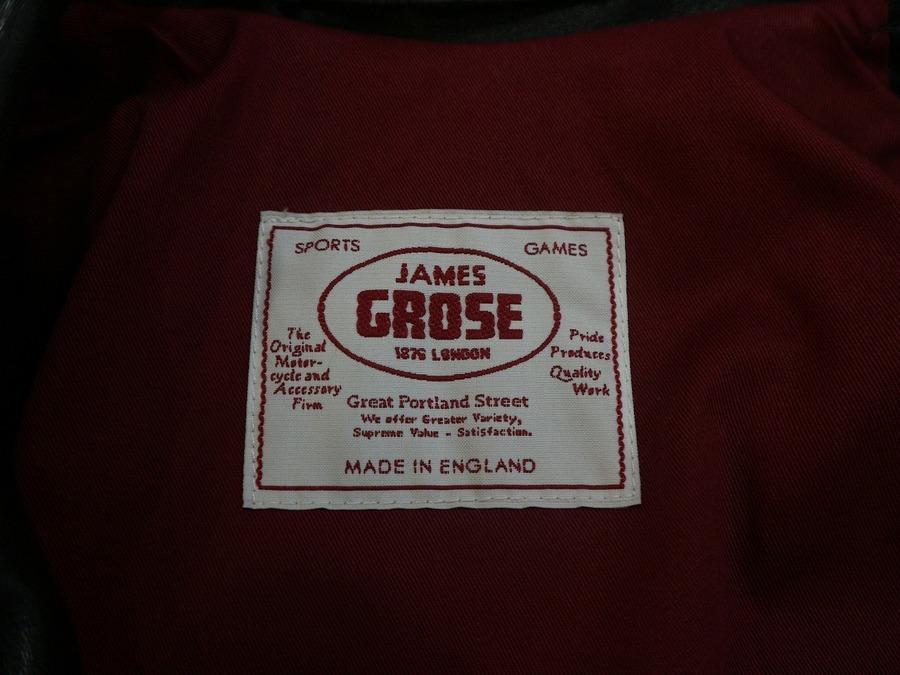 SPORTS GAMES
JAMES
GROSE
1876 LONDON
The
Original
Motor-
cycle and
Accessory
Firm
Pride
Produces
Quality
Work
Great Portland Street
We offer Greater Variety,
Supreme Value - Satisfaction.
MADE IN ENGLAND